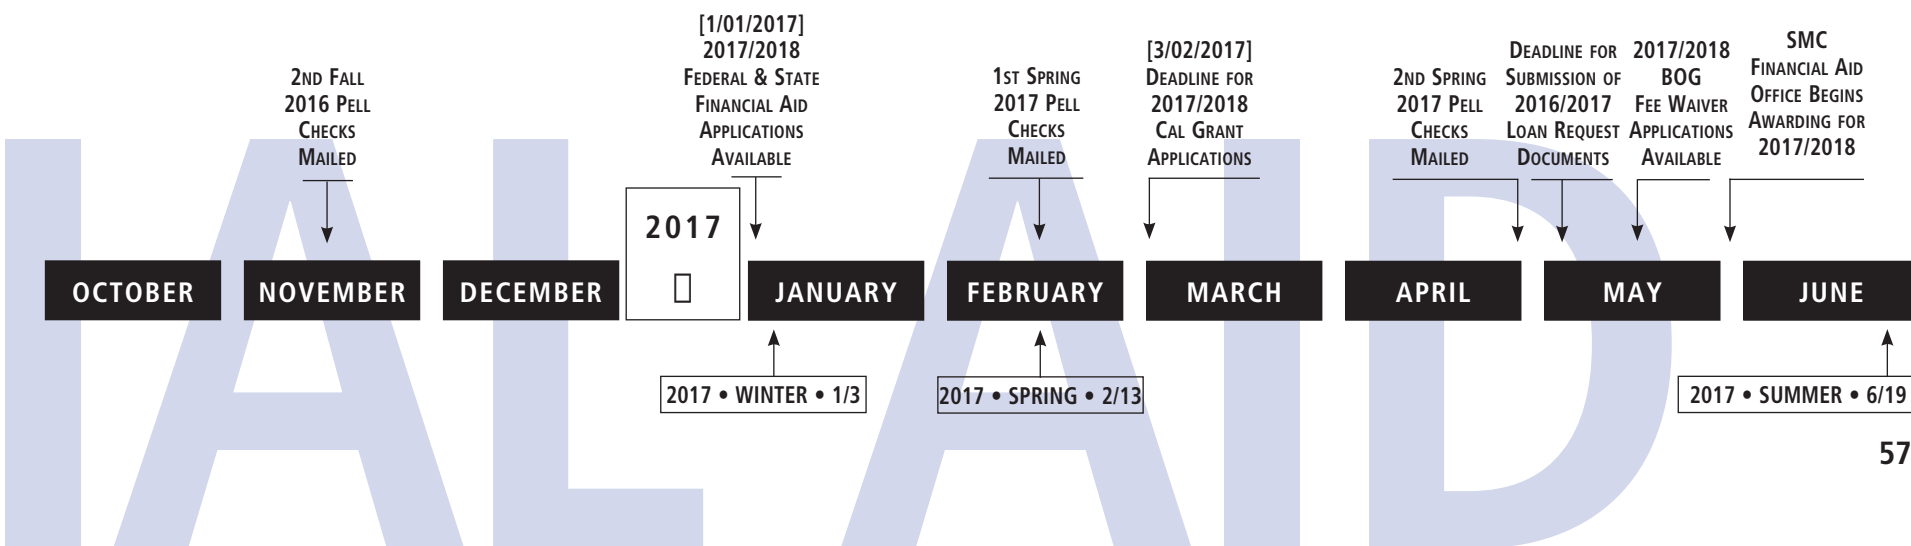 2ND FALL
2016 PELL
CHECKS
MAILED
[1/01/2017]
2017/2018
FEDERAL & STATE
FINANCIAL AID
APPLICATIONS
AVAILABLE
1ST SPRING
2017 PELL
CHECKS
MAILED
[3/02/2017]
DEADLINE FOR
2017/2018
CAL GRANT
APPLICATIONS
2ND SPRING
2017 PELL
CHECKS
MAILED
DEADLINE FOR
SUBMISSION OF
2016/2017
LOAN REQUEST
DOCUMENTS
2017/2018
BOG
FEE WAIVER
APPLICATIONS
AVAILABLE
SMC
FINANCIAL AID
OFFICE BEGINS
AWARDING FOR
2017/2018
2017
OCTOBER
NOVEMBER
DECEMBER
JANUARY
FEBRUARY
MARCH
APRIL
MAY
JUNE
2017 • WINTER • 1/3
2017 • SPRING • 2/13
2017 • SUMMER • 6/19
57
IAL AID